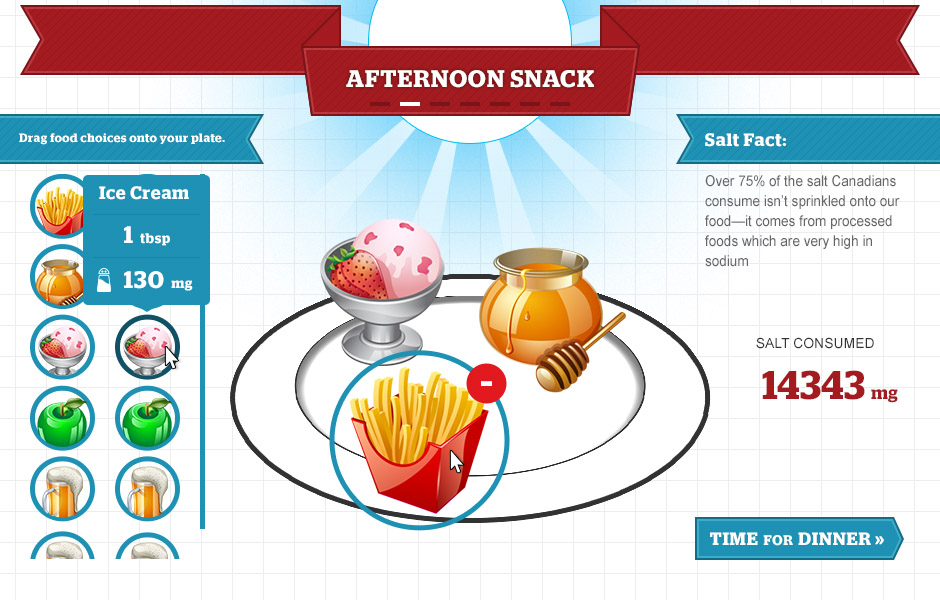 AFTERNOON SNACK
Drag food choices onto your plate.
Ice Cream
1 tbsp
130 mg
Salt Fact:
Over 75% of the salt Canadians
consume isn’t sprinkled onto our
food—it comes from processed
foods which are very high in
sodium
SALT CONSUMED
14343 mg
-
TIME FOR DINNER »